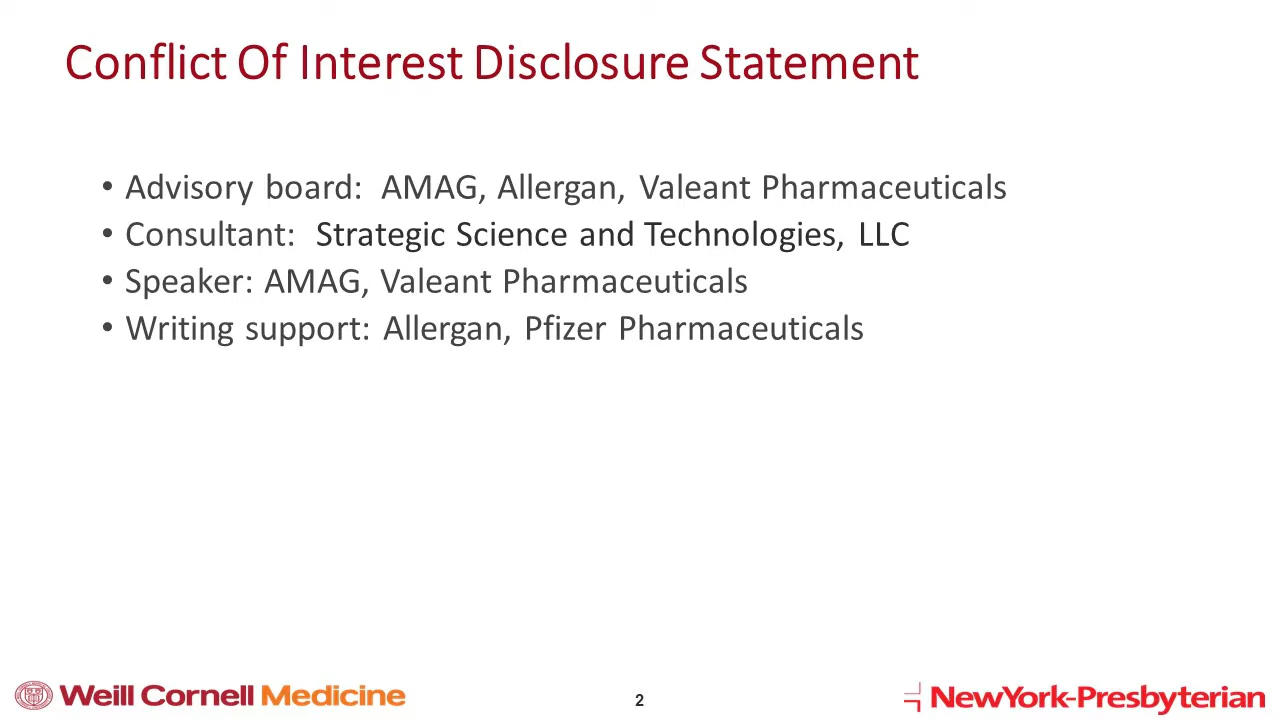 Conflict Of Interest Disclosure Statement
• Advisory board: AMAG, Allergan, Valeant Pharmaceuticals
• Consultant: Strategic Science and Technologies, LLC
• Speaker: AMAG, Valeant Pharmaceuticals
• Writing support: Allergan, Pfizer Pharmaceuticals
Weill Cornell Medicine
2
NewYork-Presbyterian